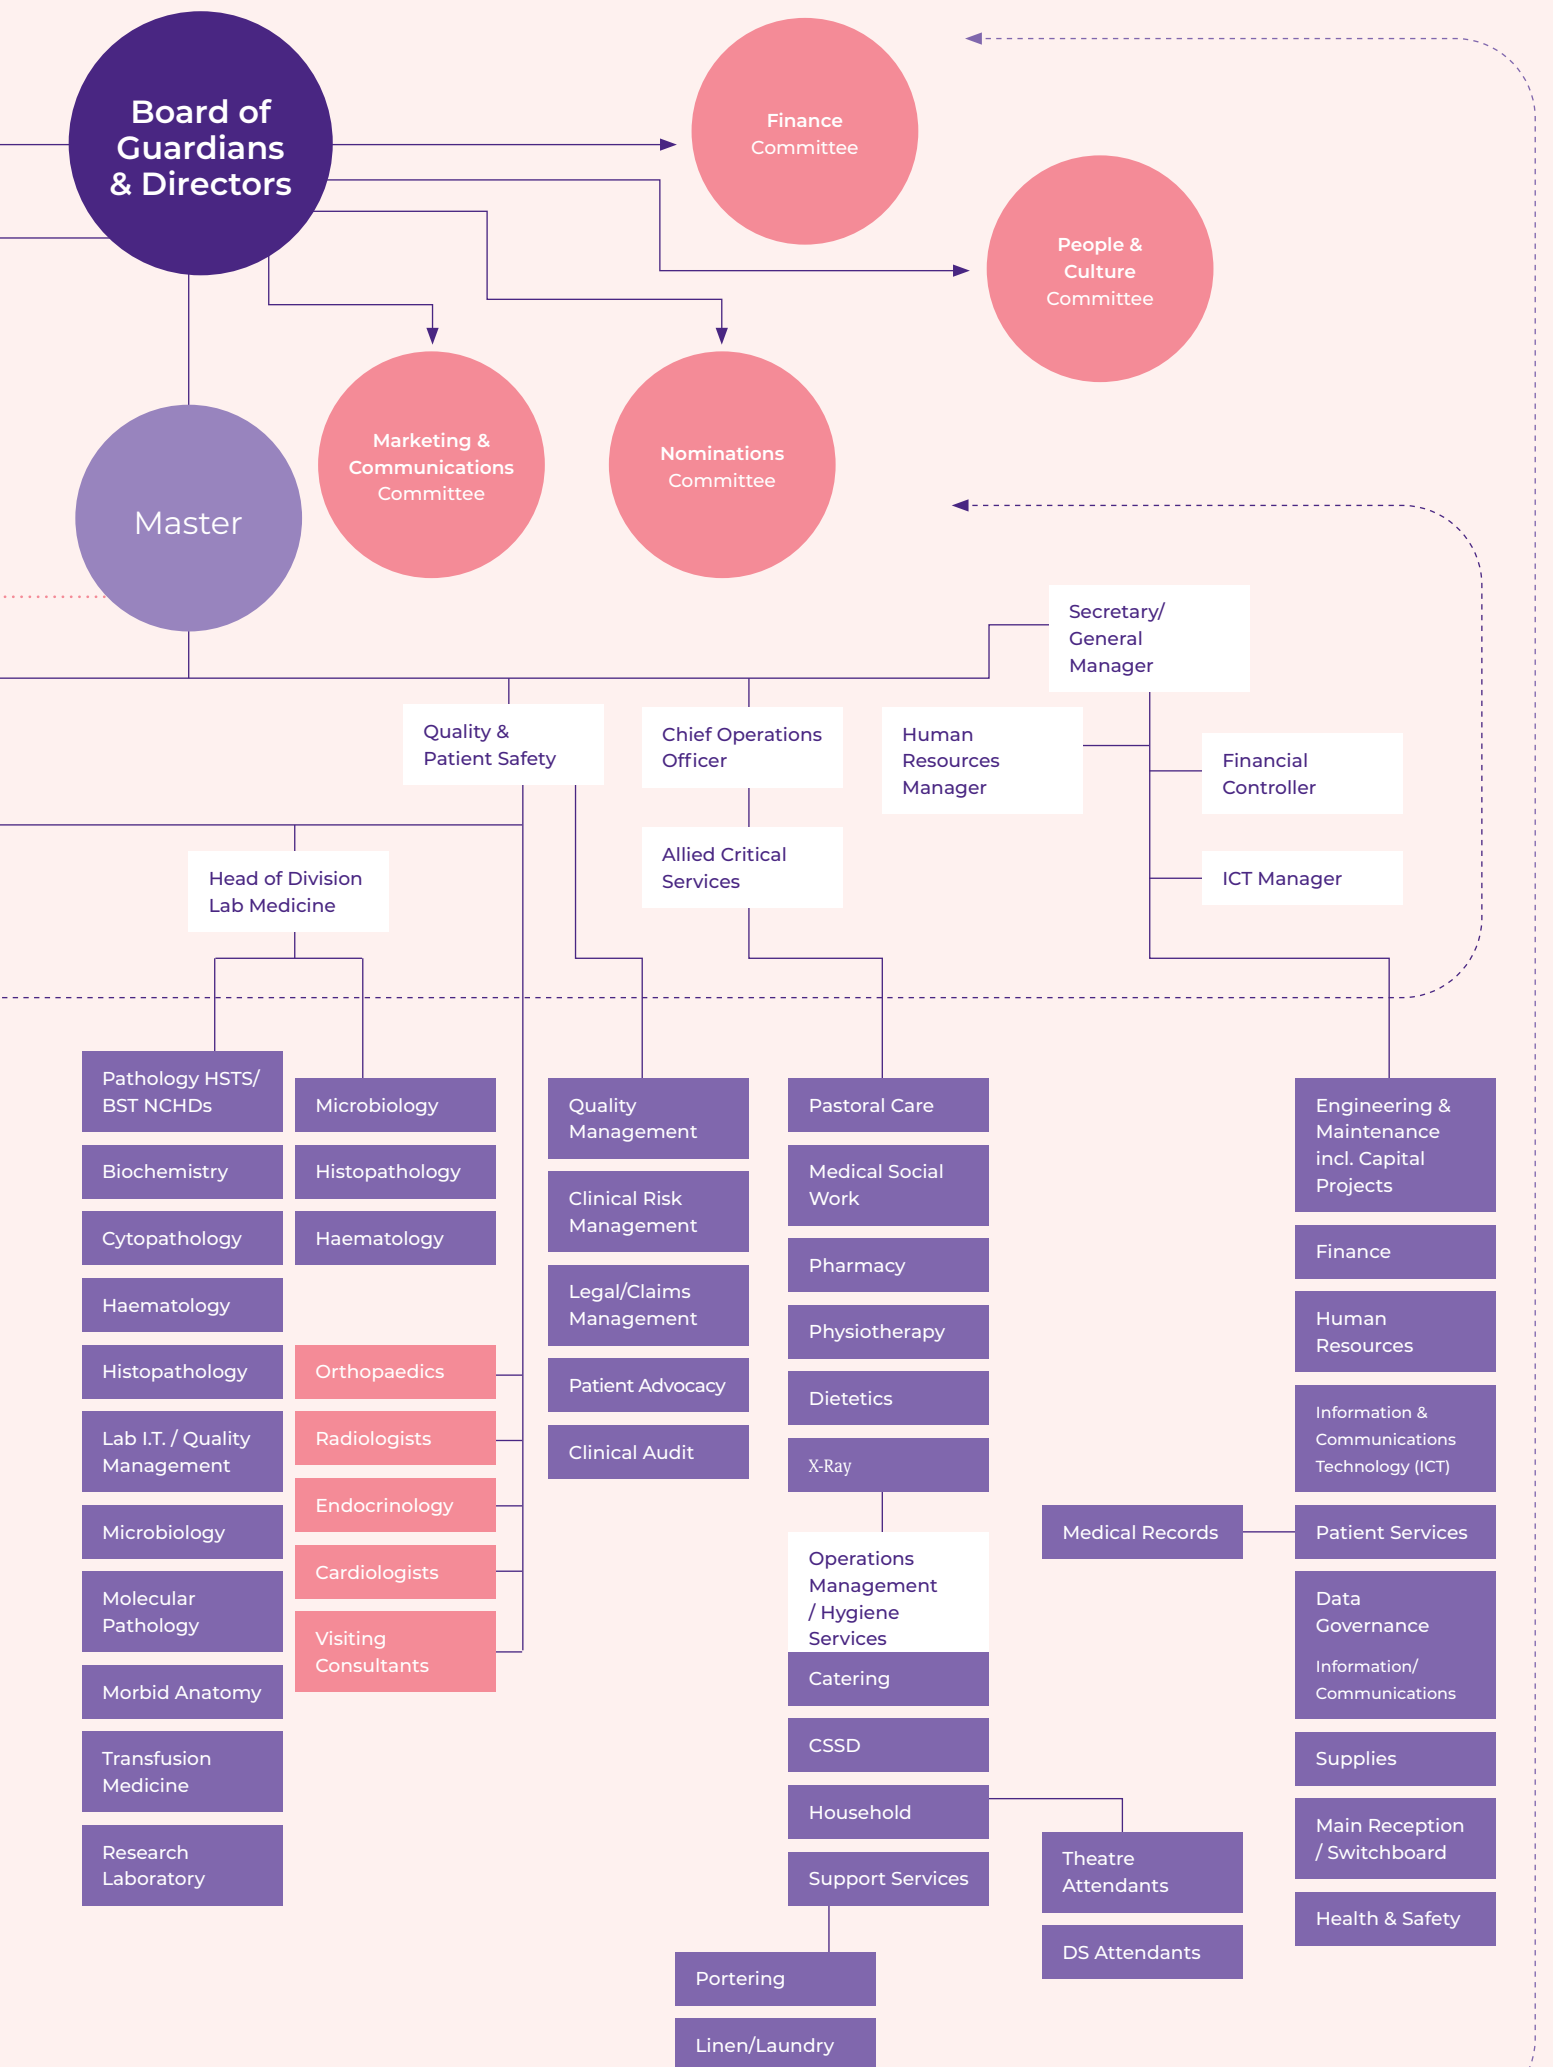 Board of
Guardians
& Directors
Finance
Committee
People &
Culture
Committee
Marketing &
Communications
Committee
Nominations
Committee
Master
Secretary/
General
Manager
Quality &
Patient Safety
Chief Operations
Officer
Human
Resources
Manager
Financial
Controller
Allied Critical
Services
ICT Manager
Head of Division
Lab Medicine
Pathology HSTS/
BST NCHDs
Biochemistry
Cytopathology
Haematology
Histopathology
Lab I.T. / Quality
Management
Microbiology
Molecular
Pathology
Morbid Anatomy
Transfusion
Medicine
Research
Laboratory
Microbiology
Histopathology
Haematology
Orthopaedics
Radiologists
Endocrinology
Cardiologists
Visiting
Consultants
Quality
Management
Clinical Risk
Management
Legal/Claims
Management
Patient Advocacy
Clinical Audit
Pastoral Care
Medical Social
Work
Pharmacy
Physiotherapy
Dietetics
X-Ray
Operations
Management
/ Hygiene
Services
Catering
CSSD
Household
Support Services
Portering
Linen/Laundry
Theatre
Attendants
DS Attendants
Medical Records
Engineering &
Maintenance
incl. Capital
Projects
Finance
Human
Resources
Information &
Communications
Technology (ICT)
Patient Services
Data
Governance
Information/
Communications
Supplies
Main Reception
/ Switchboard
Health & Safety